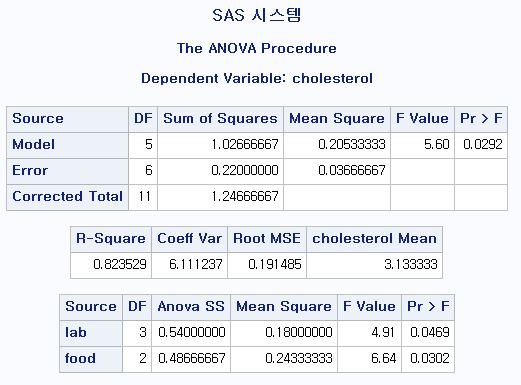 SAS 시스템
The ANOVA Procedure
Dependent Variable: cholesterol
Source DF Sum of Squares Mean Square F Value Pr > F
Model 5 1.02666667 0.20533333 5.60 0.0292
Error 6 0.22000000 0.03666667
Corrected Total 11 1.24666667
R-Square Coeff Var Root MSE cholesterol Mean
0.823529 6.111237 0.191485 3.133333
Source DF Anova SS Mean Square F Value Pr > F
lab 3 0.54000000 0.18000000 4.91 0.0469
food 2 0.48666667 0.24333333 6.64 0.0302